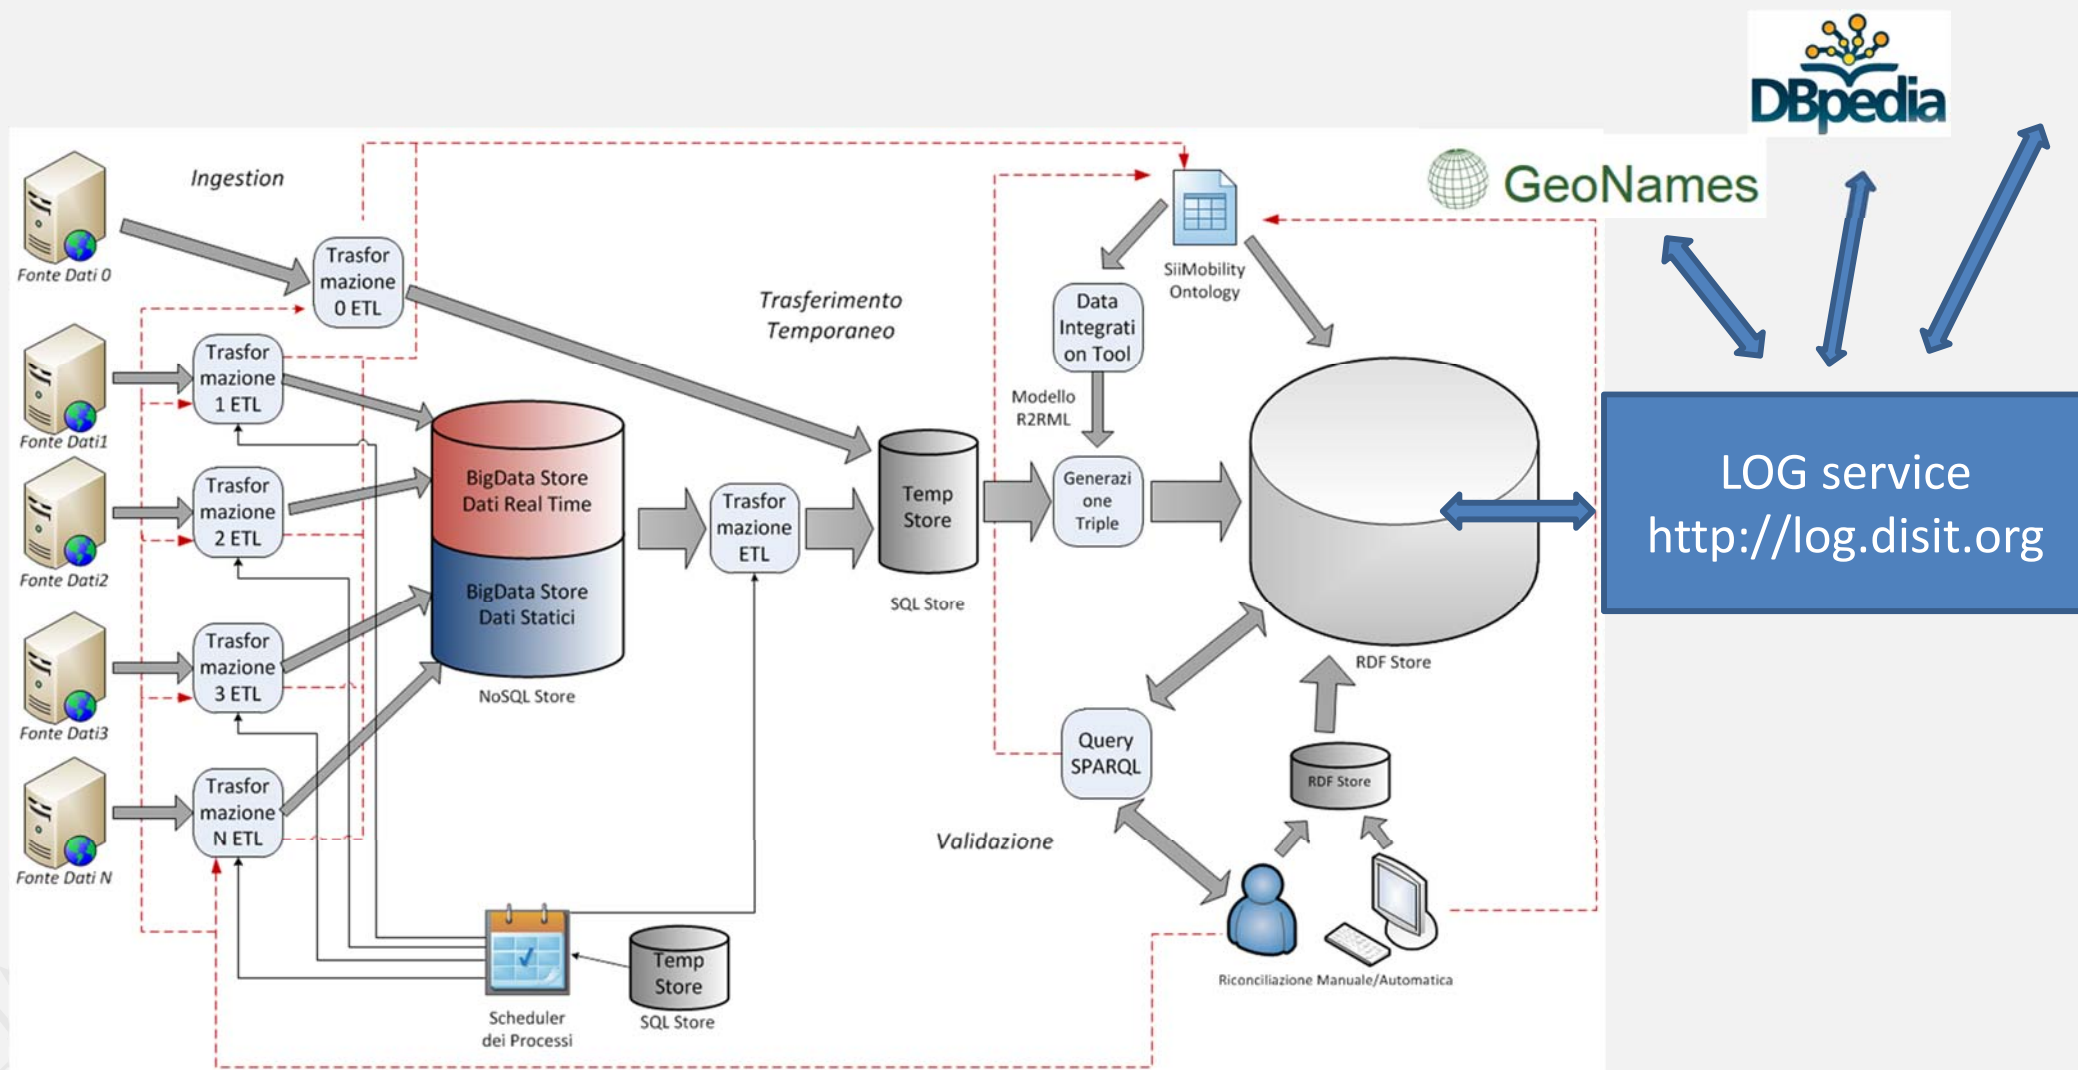 DBpedia
GeoNames
Ingestion
Fonte Dati 0
Trasfor
mazione
0 ETL
Trasferimento
Temporaneo
SiiMobility
Ontology
Data
Integrati
on Tool
Modello
R2RML
Fonte Dati1
Trasfor
mazione
1 ETL
Fonte Dati2
Trasfor
mazione
2 ETL
BigData Store
Dati Real Time
BigData Store
Dati Statici
NoSQL Store
Trasfor
mazione
ETL
Temp
Store
SQL Store
Generazi
one
Triple
RDF Store
LOG service
http://log.disit.org
Fonte Dati3
Trasfor
mazione
3 ETL
Fonte Dati N
Trasfor
mazione
N ETL
Query
SPARQL
RDF Store
Validazione
Riconciliazione Manuale/Automatica
Scheduler
dei Processi
Temp
Store
SQL Store